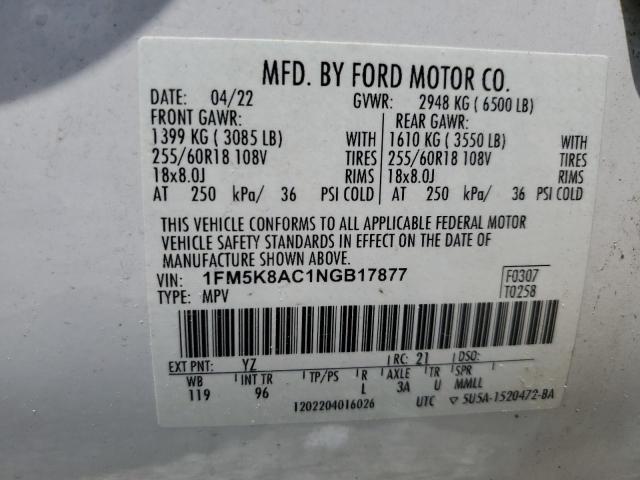 MFD. BY FORD MOTOR CO.
DATE: 04/22 GVWR: 2948 KG ( 6500 LB)
FRONT GAWR: REAR GAWR:
1399 KG ( 3085 LB) WITH 1610 KG ( 3550 LB) WITH
255/60R18 108V TIRES 255/60R18 108V TIRES
18x8.0J RIMS 18x8.0J RIMS
AT 250 kPa/ 36 PSI COLD AT 250 kPa/ 36 PSI COLD
THIS VEHICLE CONFORMS TO ALL APPLICABLE FEDERAL MOTOR
VEHICLE SAFETY STANDARDS IN EFFECT ON THE DATE OF
MANUFACTURE SHOWN ABOVE.
VIN: 1FM5K8AC1NGB17877 F0307
TYPE: MPV T0258
EXT PNT: YZ RC: 21 DSO:
WB INT TR TP/PS R AXLE TR SPR
119 96 L 3A U MMLL
1202204016026 UTC ▽ 5U5A-1520472-BA